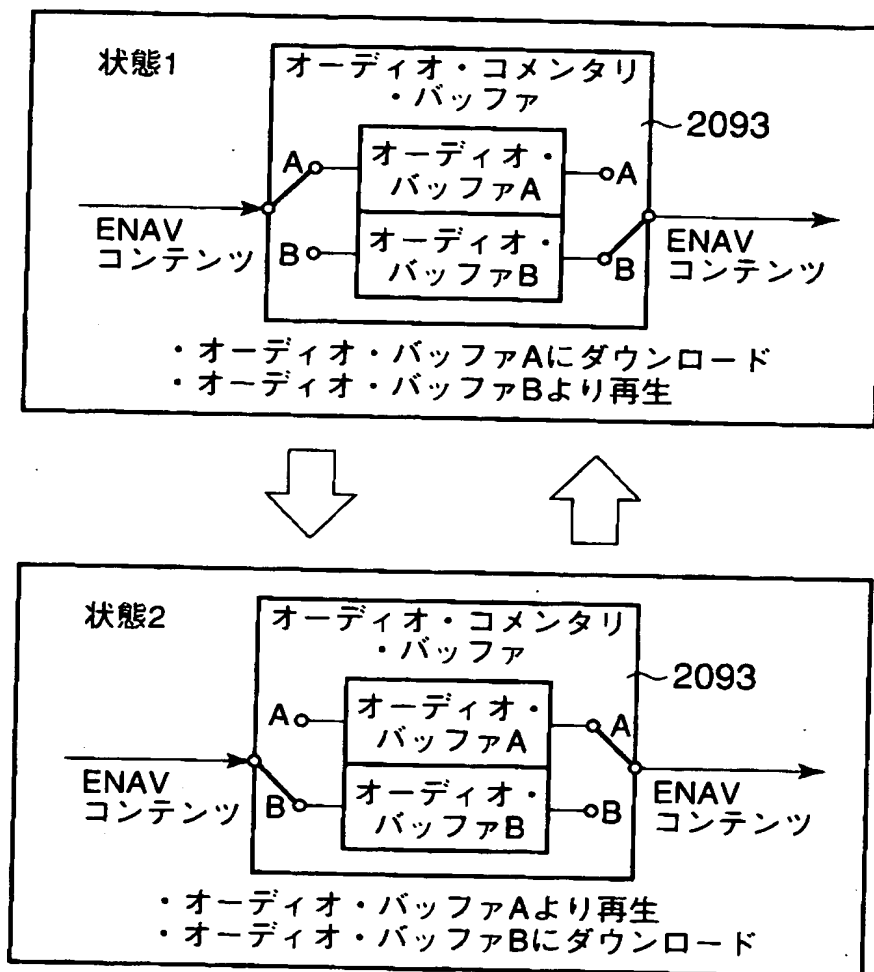 状態1
オーディオ・コメンタリ
・バッファ
2093
A
オーディオ・
バッファA
A
ENAV
コンテンツ
B
オーディオ・
バッファB
B
ENAV
コンテンツ
・オーディオ・バッファAにダウンロード
・オーディオ・バッファBより再生
状態2
オーディオ・コメンタリ
・バッファ
2093
A
オーディオ・
バッファA
A
ENAV
コンテンツ
B
オーディオ・
バッファB
B
ENAV
コンテンツ
・オーディオ・バッファAより再生
・オーディオ・バッファBにダウンロード